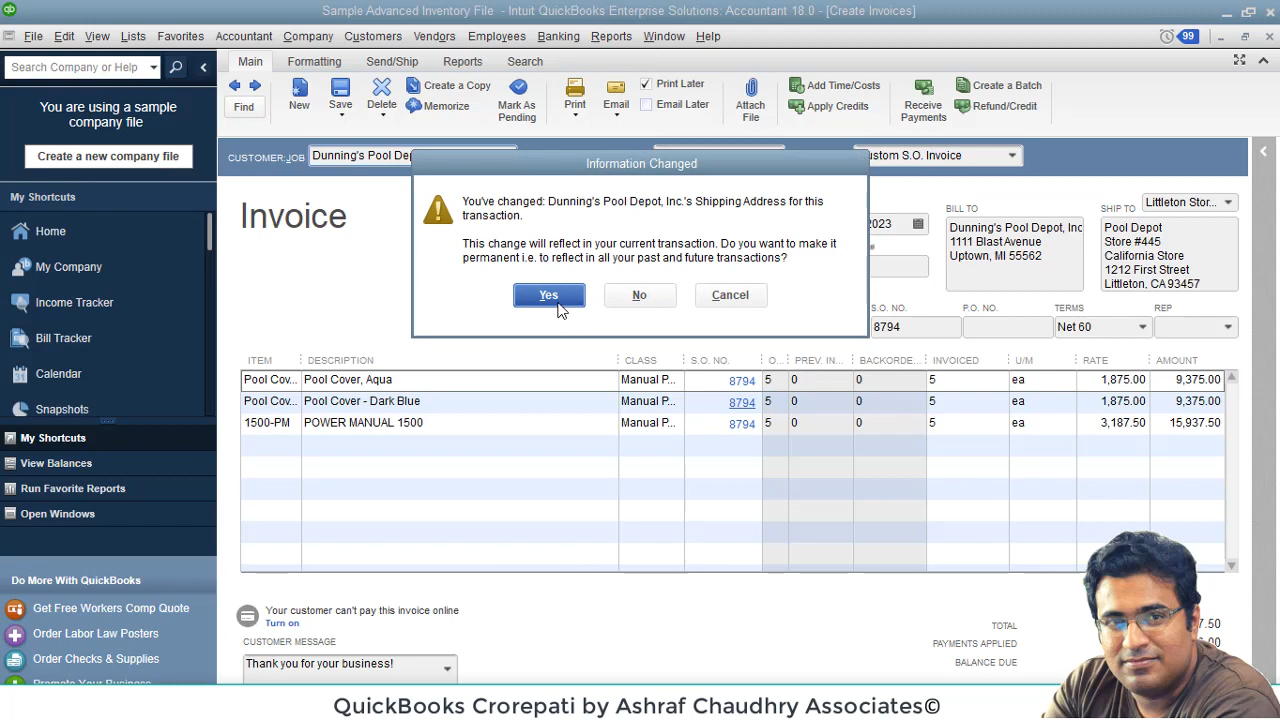 Sample Advanced Inventory File - Intuit QuickBooks Enterprise Solutions: Accountant 18.0 - [Create Invoices]
File Edit View Lists Favorites Accountant Company Customers Vendors Employees Banking Reports Window Help 99
Search Company or Help
Main Formatting Send/Ship Reports Search
Find New Save Delete Create a Copy Memorize Mark As Pending Print Email Print Later Email Later Attach File Add Time/Costs Apply Credits Receive Payments Create a Batch Refund/Credit
You are using a sample
company file
Create a new company file
My Shortcuts
Home
My Company
Income Tracker
Bill Tracker
Calendar
Snapshots
My Shortcuts
View Balances
Run Favorite Reports
Open Windows
Do More With QuickBooks
Get Free Workers Comp Quote
Order Labor Law Posters
Order Checks & Supplies
CUSTOMER:JOB Dunning's Pool
Information Changed
You've changed: Dunning's Pool Depot, Inc.'s Shipping Address for this
transaction.
This change will reflect in your current transaction. Do you want to make it
permanent i.e. to reflect in all your past and future transactions?
Yes No Cancel
S.O. Invoice
Invoice
BILL TO
Dunning's Pool Depot, Inc
1111 Blast Avenue
Uptown, MI 55562
SHIP TO Littleton Stor...
Pool Depot
Store #445
California Store
1212 First Street
Littleton, CA 93457
S.O. NO. P.O. NO. TERMS REP
8794 Net 60
ITEM DESCRIPTION CLASS S.O. NO. O... PREV. IN... BACKORDE... INVOICED U/M RATE AMOUNT
Pool Cov... Pool Cover, Aqua Manual P... 8794 5 0 0 5 ea 1,875.00 9,375.00
Pool Cov... Pool Cover - Dark Blue Manual P... 8794 5 0 0 5 ea 1,875.00 9,375.00
1500-PM POWER MANUAL 1500 Manual P... 8794 5 0 0 5 ea 3,187.50 15,937.50
Your customer can't pay this invoice online
Turn on
CUSTOMER MESSAGE
Thank you for your business!
TOTAL
PAYMENTS APPLIED
BALANCE DUE
QuickBooks Crorepati by Ashraf Chaudhry Associates©